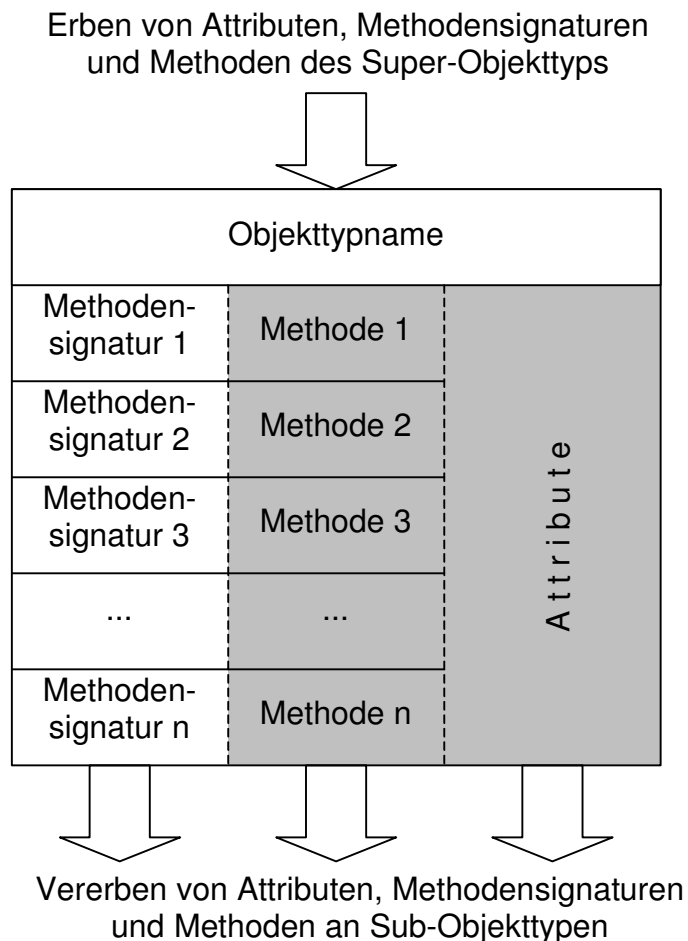 Erben von Attributen, Methodensignaturen
und Methoden des Super-Objekttyps
Objekttypname
Methoden-
signatur 1
Methode 1
Methoden-
signatur 2
Methode 2
Methoden-
signatur 3
Methode 3
...
...
Methoden-
signatur n
Methode n
Attribute
Vererben von Attributen, Methodensignaturen
und Methoden an Sub-Objekttypen